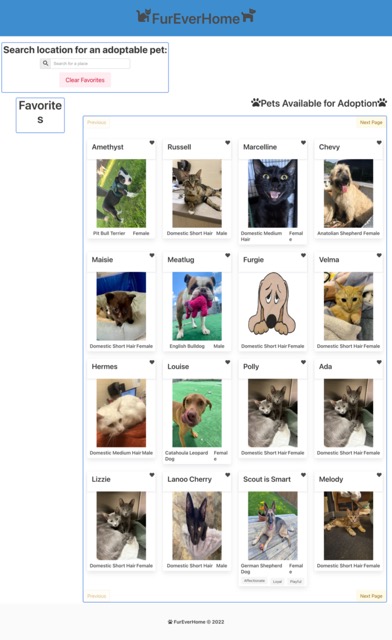 FurEverHome
Search location for an adoptable pet:
Search for a place
Clear Favorites
Favorite
s
Pets Available for Adoption
Previous
Next Page
Amethyst
Pit Bull Terrier Female
Russell
Domestic Short Hair Male
Marcelline
Domestic Medium Femal
Hair e
Chevy
Anatolian Shepherd Female
Maisie
Domestic Short Hair Female
Meatlug
English Bulldog Male
Furgie
Domestic Short Hair Female
Velma
Domestic Short Hair Female
Hermes
Domestic Medium Hair Male
Louise
Catahoula Leopard Femal
Dog e
Polly
Domestic Short Hair Female
Ada
Domestic Short Hair Female
Lizzie
Domestic Short Hair Female
Lanoo Cherry
Domestic Short Hair Female
Scout is Smart
German Shepherd Femal
Dog e
Affectionate Loyal Playful
Melody
Domestic Short Hair Female
Previous
Next Page
FurEverHome © 2022